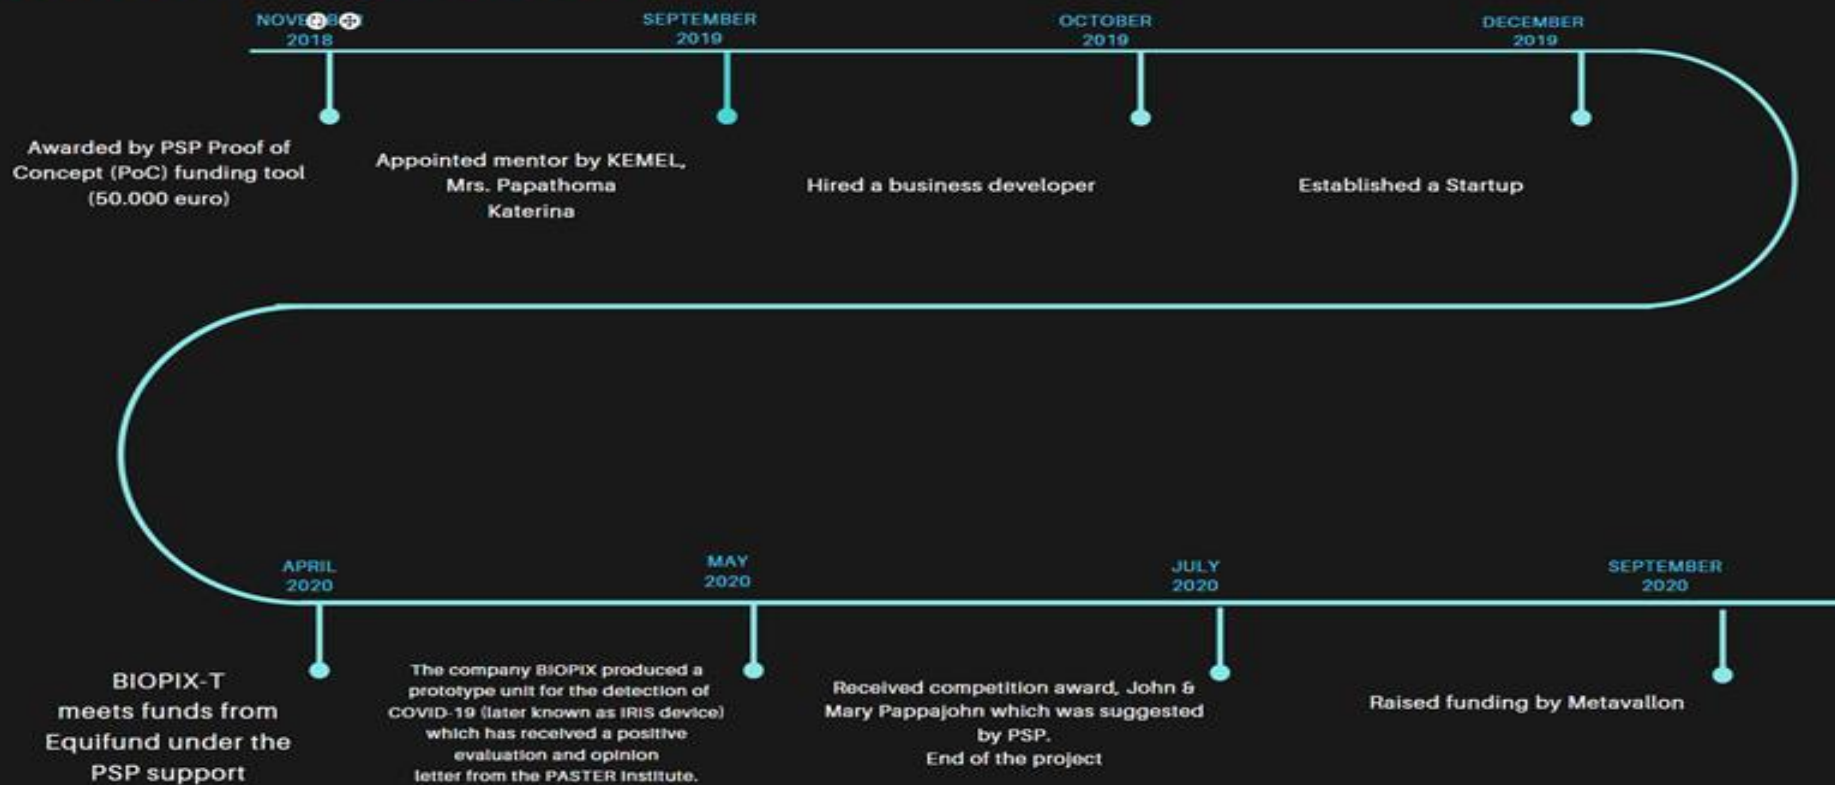 2018
SEPTEMBER
2019
OCTOBER
2019
DECEMBER
2019
Awarded by PSP Proof of
Concept (PoC) funding tool
(50.000 euro)
Appointed mentor by KEMEL,
Mrs. Papathoma
Katerina
Hired a business developer
Established a Startup
APRIL
2020
MAY
2020
JULY
2020
SEPTEMBER
2020
BIOPIX-T
meets funds from
Equifund under the
PSP support
The company BIOPIX produced a
prototype unit for the detection of
COVID-19 (later known as IRIS device)
which has received a positive
evaluation and opinion
letter from the PASTER Institute.
Received competition award, John &
Mary Pappajohn which was suggested
by PSP.
End of the project
Raised funding by Metavallon